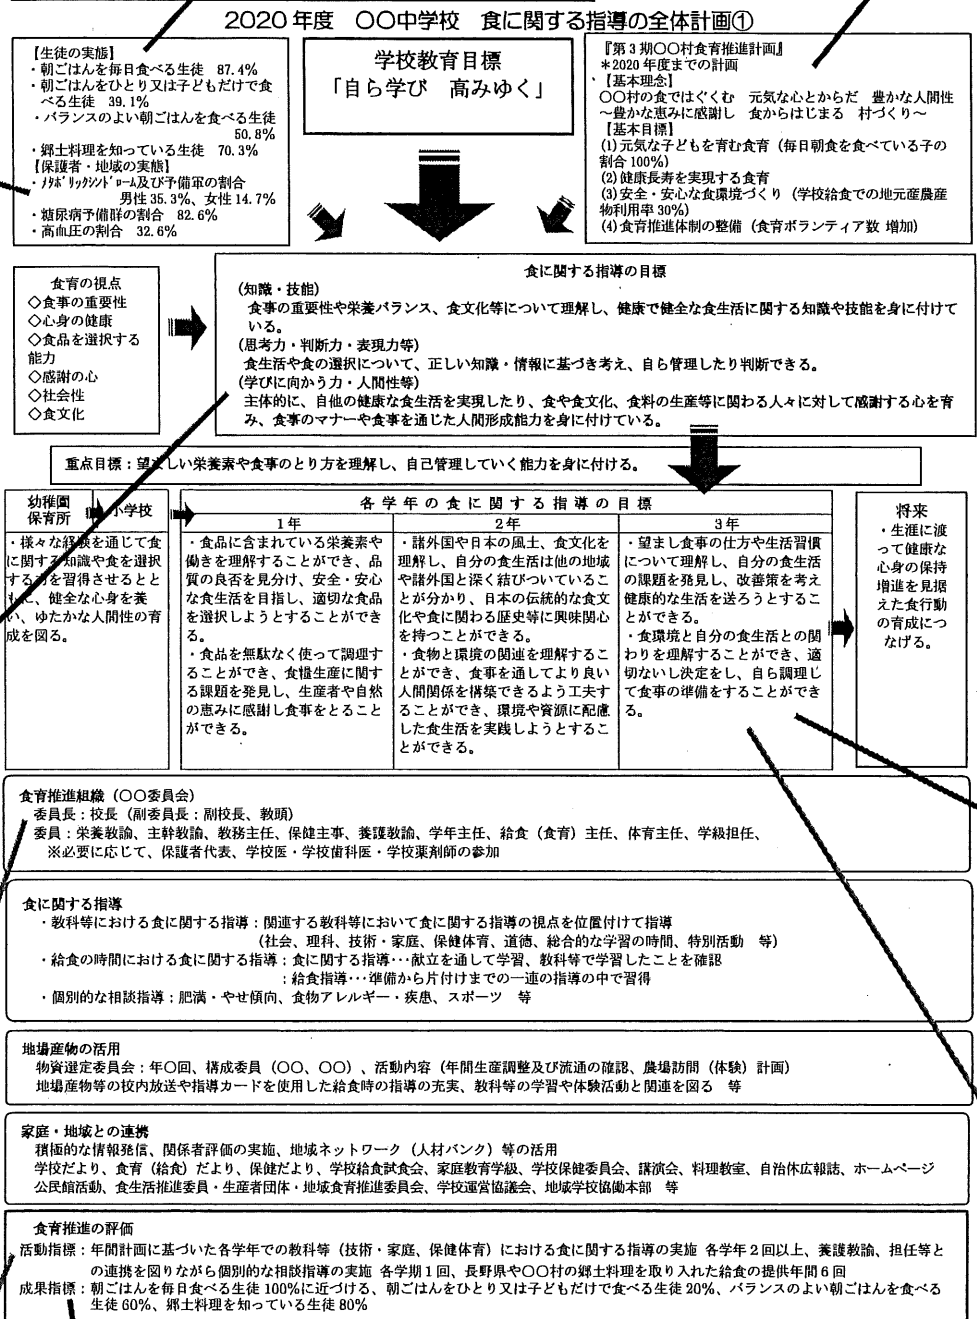 2020年度　〇〇中学校　食に関する指導の全体計画①
【生徒の実態】
・朝ごはんを毎日食べる生徒　87.4%
・朝ごはんをひとり又は子どもだけで食
べる生徒　39.1%
・バランスのよい朝ごはんを食べる生徒
50.8%
・郷土料理を知っている生徒　70.3%
【保護者・地域の実態】
・ﾒﾀﾎﾞﾘｯｸｼﾝﾄﾞﾛｰﾑ及び予備軍の割合
男性35.3%、女性14.7%
・糖尿病予備群の割合　82.6%
・高血圧の割合　32.6%
学校教育目標
「自ら学び　高みゆく」
『第3期〇〇村食育推進計画』
＊2020年度までの計画
【基本理念】
〇〇村の食ではぐくむ　元気な心とからだ　豊かな人間性
～豊かな恵みに感謝し　食からはじまる　村づくり～
【基本目標】
(1)元気な子どもを育む食育（毎日朝食を食べている子の
割合100%）
(2)健康長寿を実現する食育
(3)安全・安心な食環境づくり（学校給食での地元産農産
物利用率30%）
(4)食育推進体制の整備（食育ボランティア数 増加）
食育の視点
◇食事の重要性
◇心身の健康
◇食品を選択する
能力
◇感謝の心
◇社会性
◇食文化
食に関する指導の目標
(知識・技能)
食事の重要性や栄養バランス、食文化等について理解し、健康で健全な食生活に関する知識や技能を身に付けて
いる。
(思考力・判断力・表現力等)
食生活や食の選択について、正しい知識・情報に基づき考え、自ら管理したり判断できる。
(学びに向かう力・人間性等)
主体的に、自他の健康な食生活を実現したり、食や食文化、食料の生産等に関わる人々に対して感謝する心を育
み、食事のマナーや食事を通じた人間形成能力を身に付けている。
重点目標：望ましい栄養素や食事のとり方を理解し、自己管理していく能力を身に付ける。
幼稚園
保育所
小学校
・様々な経験を通じて食
に関する知識や食を選択
する力を習得させるとと
もに、健全な心身を養
い、ゆたかな人間性の育
成を図る。
各学年の食に関する指導の目標
1年
・食品に含まれている栄養素や
働きを理解することができ、品
質の良否を見分け、安全・安心
な食生活を目指し、適切な食品
を選択しようとすることができ
る。
・食品を無駄なく使って調理す
ることができ、食糧生産に関す
る課題を発見し、生産者や自然
の恵みに感謝し食事をとること
ができる。
2年
・諸外国や日本の風土、食文化を
理解し、自分の食生活は他の地域
や諸外国と深く結びついているこ
とが分かり、日本の伝統的な食文
化や食に関わる歴史等に興味関心
を持つことができる。
・食物と環境の関連を理解するこ
とができ、食事を通してより良い
人間関係を構築できるよう工夫す
ることができ、環境や資源に配慮
した食生活を実践しようとするこ
とができる。
3年
・望まし食事の仕方や生活習慣
について理解し、自分の食生活
の課題を発見し、改善策を考え
健康的な生活を送ろうとするこ
とができる。
・食環境と自分の食生活との関
わりを理解することができ、適
切ないし決定をし、自ら調理し
て食事の準備をすることができ
る。
将来
・生涯に渡
って健康な
心身の保持
増進を見据
えた食行動
の育成につ
なげる。
食育推進組織（〇〇委員会）
委員長：校長（副委員長：副校長、教頭）
委員：栄養教諭、主幹教諭、教務主任、保健主事、養護教諭、学年主任、給食（食育）主任、体育主任、学級担任、
※必要に応じて、保護者代表、学校医・学校歯科医・学校薬剤師の参加
食に関する指導
・教科等における食に関する指導：関連する教科等において食に関する指導の視点を位置付けて指導
（社会、理科、技術・家庭、保健体育、道徳、総合的な学習の時間、特別活動　等）
・給食の時間における食に関する指導：食に関する指導…献立を通して学習、教科等で学習したことを確認
：給食指導…準備から片付けまでの一連の指導の中で習得
・個別的な相談指導：肥満・やせ傾向、食物アレルギー・疾患、スポーツ　等
地場産物の活用
物資選定委員会：年〇回、構成委員（〇〇、〇〇）、活動内容（年間生産調整及び流通の確認、農場訪問（体験）計画）
地場産物等の校内放送や指導カードを使用した給食時の指導の充実、教科等の学習や体験活動と関連を図る　等
家庭・地域との連携
積極的な情報発信、関係者評価の実施、地域ネットワーク（人材バンク）等の活用
学校だより、食育（給食）だより、保健だより、学校給食試食会、家庭教育学級、学校保健委員会、講演会、料理教室、自治体広報誌、ホームページ
公民館活動、食生活推進委員・生産者団体・地域食育推進委員会、学校運営協議会、地域学校協働本部　等
食育推進の評価
活動指標：年間計画に基づいた各学年での教科等（技術・家庭、保健体育）における食に関する指導の実施 各学年2回以上、養護教諭、担任等と
の連携を図りながら個別的な相談指導の実施 各学期1回、長野県や〇〇村の郷土料理を取り入れた給食の提供年間6回
成果指標：朝ごはんを毎日食べる生徒100%に近づける、朝ごはんをひとり又は子どもだけで食べる生徒20%、バランスのよい朝ごはんを食べる
生徒60%、郷土料理を知っている生徒80%